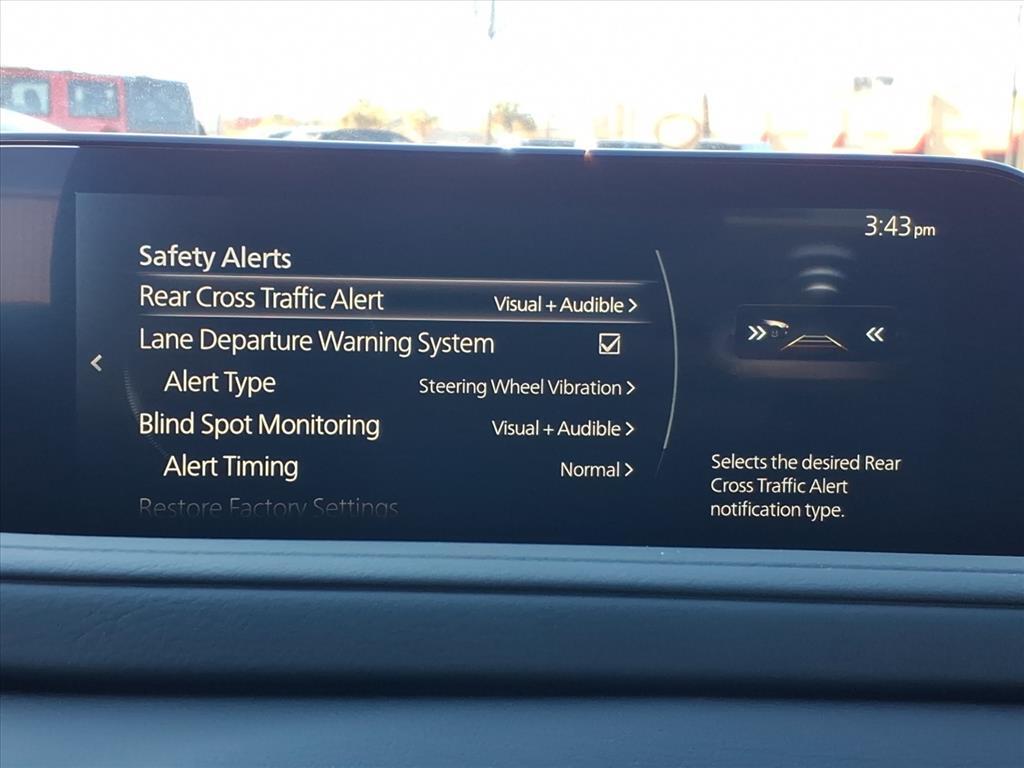 3:43 pm
Safety Alerts
Rear Cross Traffic Alert Visual + Audible >
Lane Departure Warning System
Alert Type Steering Wheel Vibration >
Blind Spot Monitoring Visual + Audible >
Alert Timing Normal >
Restore Factory Settings
Selects the desired Rear
Cross Traffic Alert
notification type.